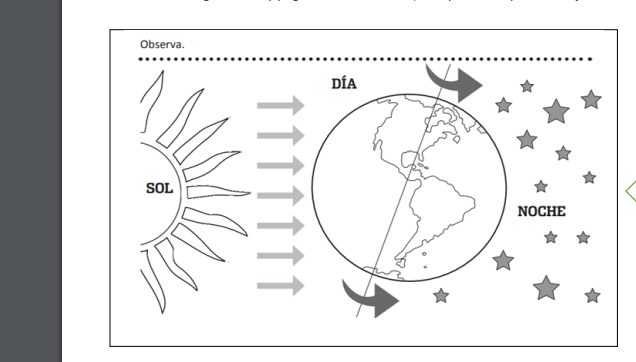 Observa.
DÍA
SOL
NOCHE